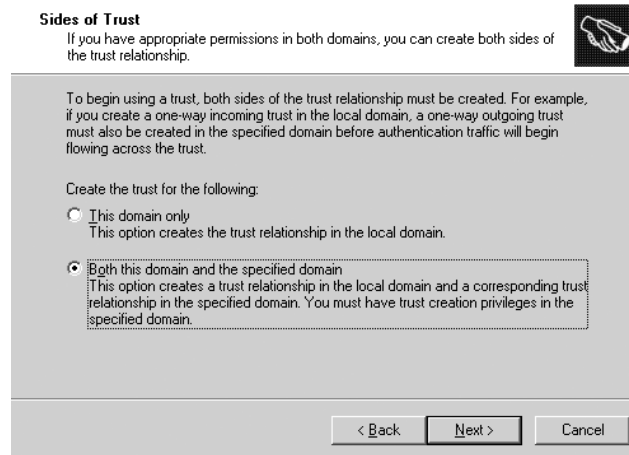 Sides of Trust
If you have appropriate permissions in both domains, you can create both sides of
the trust relationship.
To begin using a trust, both sides of the trust relationship must be created. For example,
if you create a one-way incoming trust in the local domain, a one-way outgoing trust
must also be created in the specified domain before authentication traffic will begin
flowing across the trust.
Create the trust for the following:
This domain only
This option creates the trust relationship in the local domain.
Both this domain and the specified domain
This option creates a trust relationship in the local domain and a corresponding trust
relationship in the specified domain. You must have trust creation privileges in the
specified domain.
< Back Next > Cancel